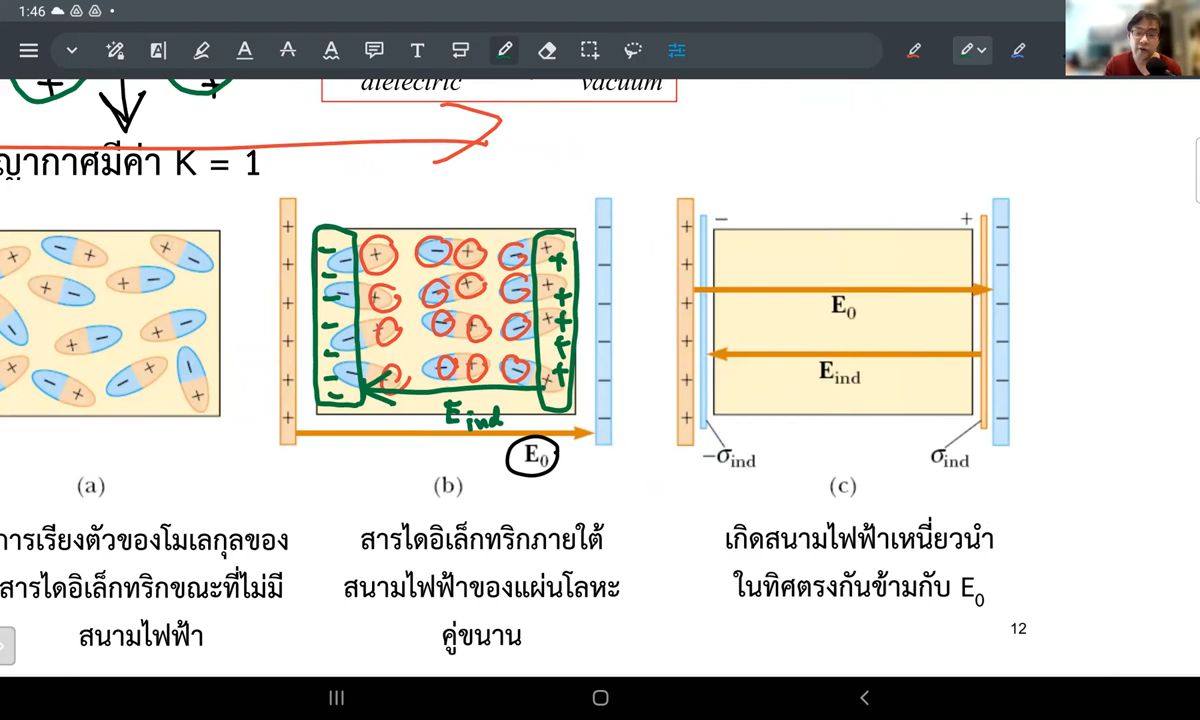 1:46
dielectric vacuum
ญากาศมีค่า K = 1
E₀
E ind
E₀
E_ind
−σ_ind σ_ind
(a) (b) (c)
การเรียงตัวของโมเลกุลของ
สารไดอิเล็กทริกขณะที่ไม่มี
สนามไฟฟ้า
สารไดอิเล็กทริกภายใต้
สนามไฟฟ้าของแผ่นโลหะ
คู่ขนาน
เกิดสนามไฟฟ้าเหนี่ยวนำ
ในทิศตรงกันข้ามกับ E₀
12